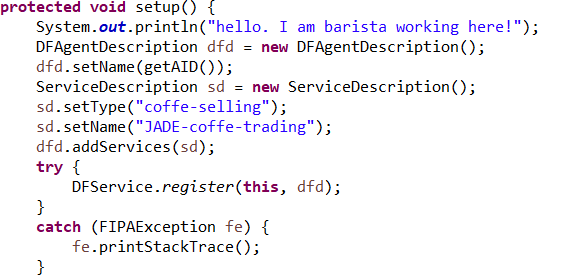 protected void setup() {
System.out.println("hello. I am barista working here!");
DFAgentDescription dfd = new DFAgentDescription();
dfd.setName(getAID());
ServiceDescription sd = new ServiceDescription();
sd.setType("coffe-selling");
sd.setName("JADE-coffe-trading");
dfd.addServices(sd);
try {
DFService.register(this, dfd);
}
catch (FIPAException fe) {
fe.printStackTrace();
}